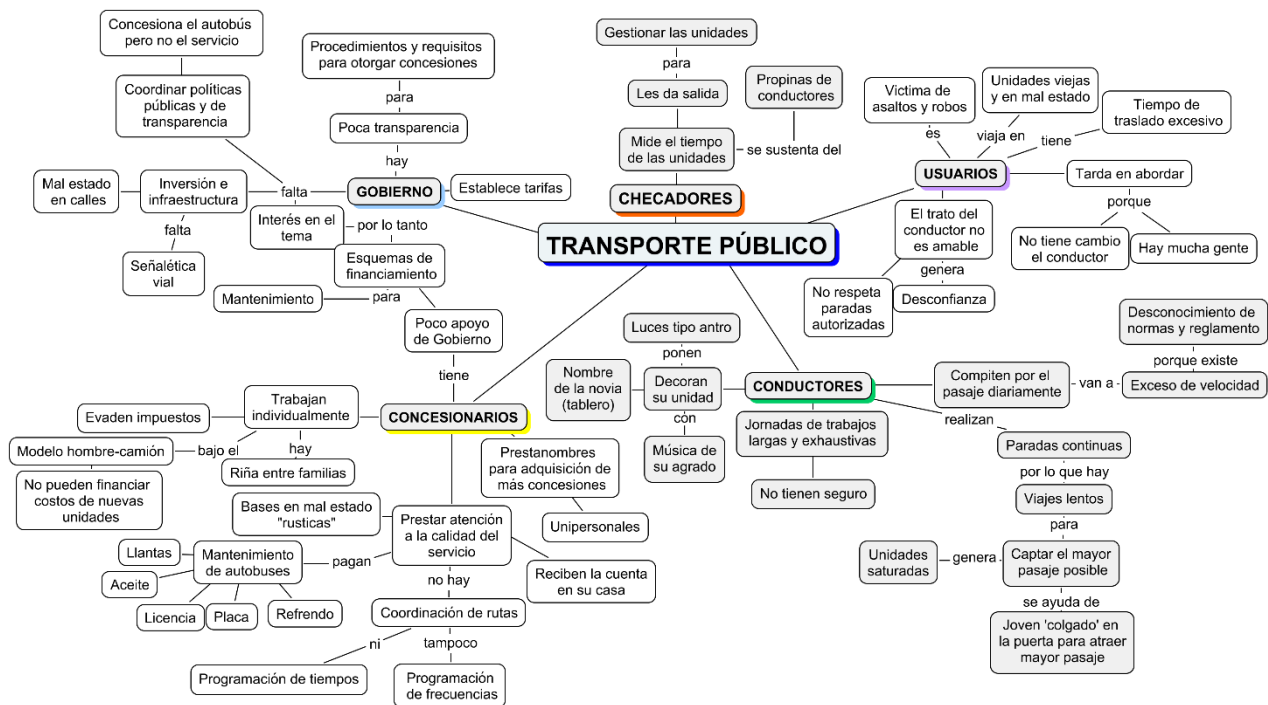 Concesiona el autobús
pero no el servicio
Coordinar políticas
públicas y de
transparencia
Procedimientos y requisitos
para otorgar concesiones
para
Poca transparencia
hay
GOBIERNO
Establece tarifas
falta
Inversión e
infraestructura
Mal estado
en calles
falta
Señalética
vial
Interés en el
tema
por lo tanto
Esquemas de
financiamiento
para
Mantenimiento
Poco apoyo
de Gobierno
tiene
Gestionar las unidades
para
Les da salida
Mide el tiempo
de las unidades
se sustenta del
Propinas de
conductores
CHECADORES
TRANSPORTE PÚBLICO
Victima de
asaltos y robos
es
Unidades viejas
y en mal estado
viaja en
Tiempo de
traslado excesivo
tiene
USUARIOS
Tarda en abordar
porque
No tiene cambio
el conductor
Hay mucha gente
El trato del
conductor no
es amable
genera
No respeta
paradas
autorizadas
Desconfianza
CONCESIONARIOS
Trabajan
individualmente
Evaden impuestos
bajo el
Modelo hombre-camión
No pueden financiar
costos de nuevas
unidades
hay
Riña entre familias
Prestanombres
para adquisición de
más concesiones
Unipersonales
Bases en mal estado
"rusticas"
Prestar atención
a la calidad del
servicio
pagan
Mantenimiento
de autobuses
Llantas
Aceite
Licencia
Placa
Refrendo
Reciben la cuenta
en su casa
no hay
Coordinación de rutas
ni
tampoco
Programación de tiempos
Programación
de frecuencias
CONDUCTORES
Luces tipo antro
ponen
Nombre
de la novia
(tablero)
Decoran
su unidad
con
Música de
su agrado
Jornadas de trabajos
largas y exhaustivas
No tienen seguro
Compiten por el
pasaje diariamente
van a
Exceso de velocidad
porque existe
Desconocimiento de
normas y reglamento
realizan
Paradas continuas
por lo que hay
Viajes lentos
para
Captar el mayor
pasaje posible
genera
Unidades
saturadas
se ayuda de
Joven 'colgado' en
la puerta para atraer
mayor pasaje